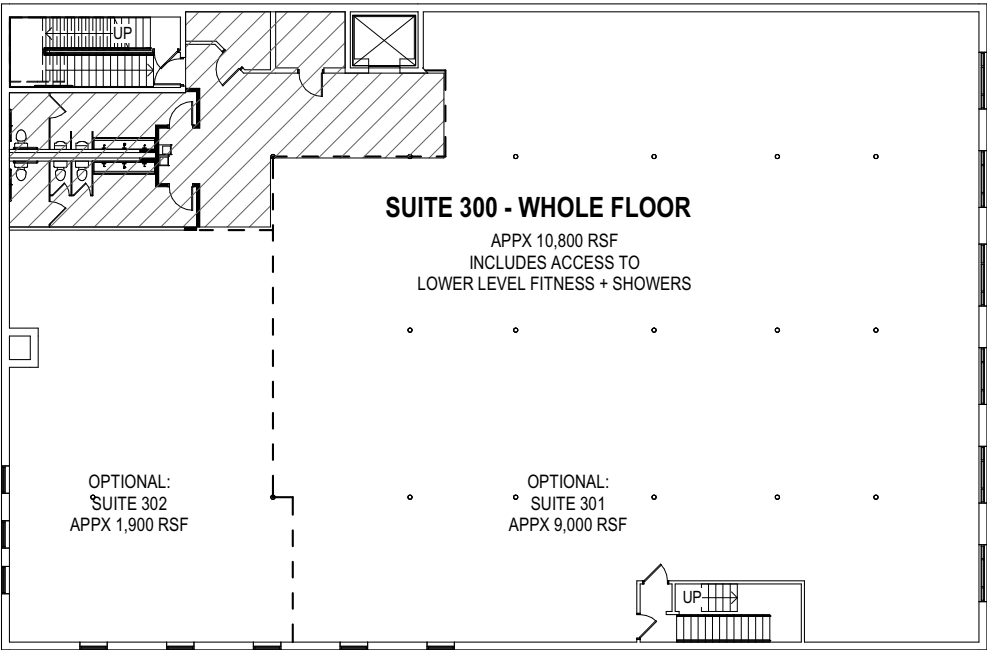 UP
SUITE 300 - WHOLE FLOOR
APPX 10,800 RSF
INCLUDES ACCESS TO
LOWER LEVEL FITNESS + SHOWERS
OPTIONAL:
SUITE 302
APPX 1,900 RSF
OPTIONAL:
SUITE 301
APPX 9,000 RSF
UP